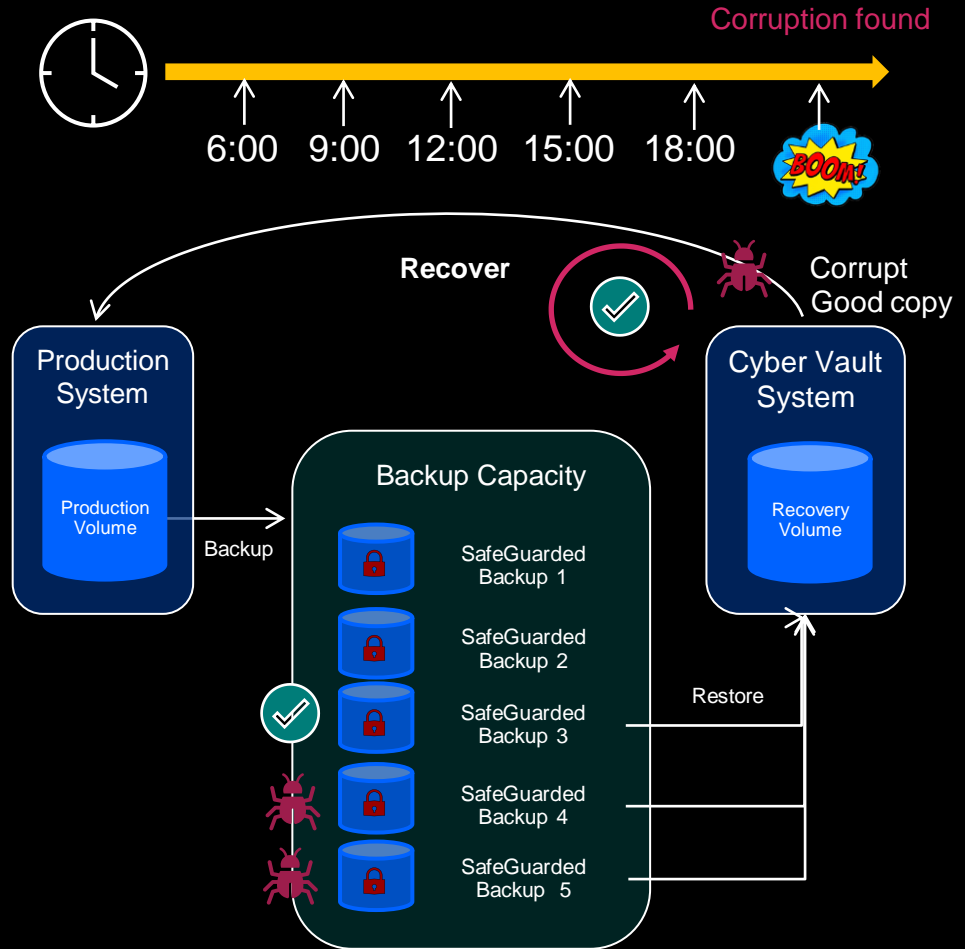 Corruption found
6:00 9:00 12:00 15:00 18:00
BOOM!
Recover
Corrupt
Good copy
Production
System
Production
Volume
Backup
Backup Capacity
SafeGuarded
Backup 1
SafeGuarded
Backup 2
SafeGuarded
Backup 3
SafeGuarded
Backup 4
SafeGuarded
Backup 5
Restore
Cyber Vault
System
Recovery
Volume